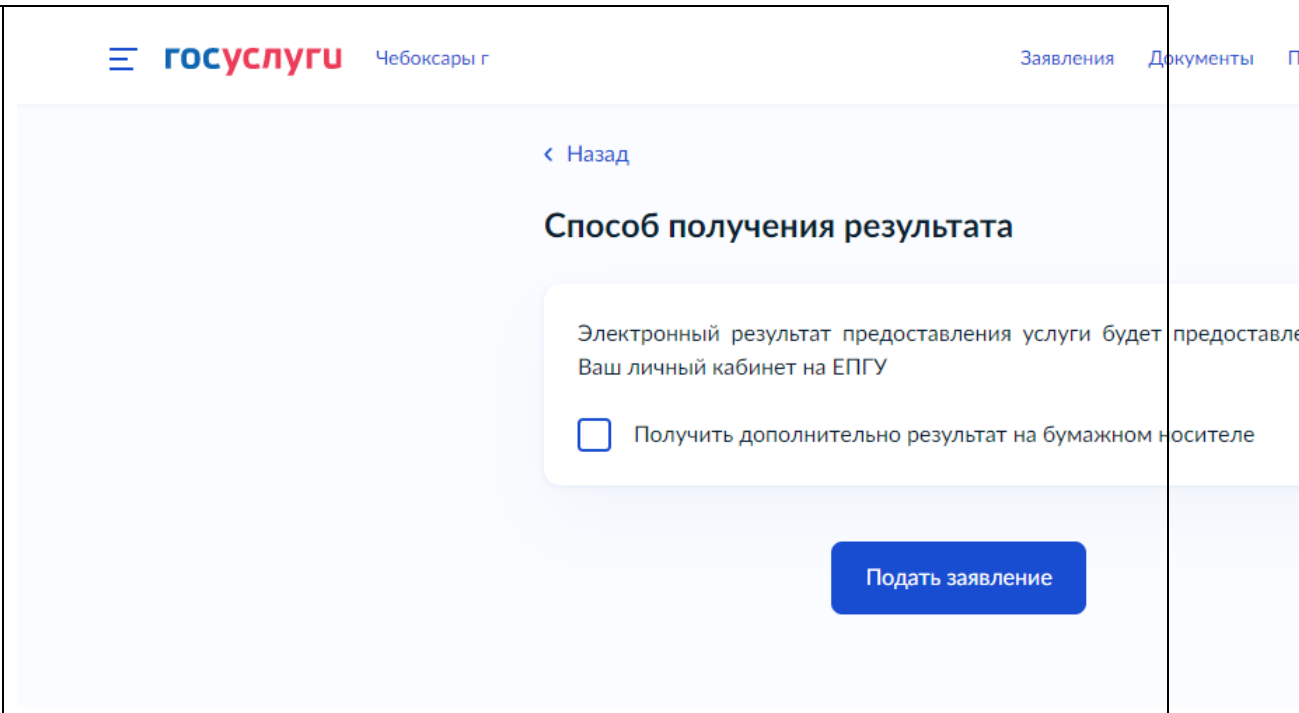 госуслуги Чебоксары г Заявления Документы П
Назад
Способ получения результата
Электронный результат предоставления услуги будет предоставле
Ваш личный кабинет на ЕПГУ
Получить дополнительно результат на бумажном носителе
Подать заявление